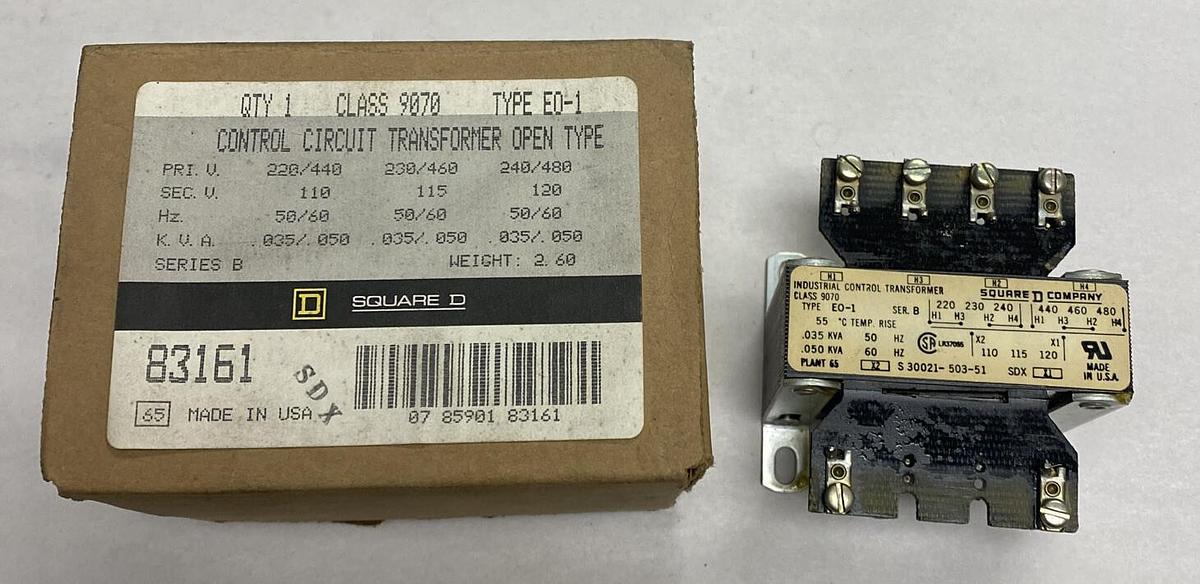 QTY 1 CLASS 9070 TYPE EO-1
CONTROL CIRCUIT TRANSFORMER OPEN TYPE
PRI. V. 220/440 230/460 240/480
SEC. V. 110 115 120
Hz. 50/60 50/60 50/60
K. V. A. .035/.050 .035/.050 .035/.050
SERIES B WEIGHT: 2.60
D SQUARE D
83161
SDX
65 MADE IN USA
07 85901 83161
H1 H3 H2 H4
INDUSTRIAL CONTROL TRANSFORMER
CLASS 9070 SQUARE D COMPANY
TYPE EO-1 SER. B 220 230 240 440 460 480
H1 H3 H2 H4 H1 H3 H2 H4
55 °C TEMP. RISE
.035 KVA 50 HZ SA LR37055 X2 X1
.050 KVA 60 HZ 110 115 120
PLANT 65 X2 S 30021-503-51 SDX X1
MADE
IN U.S.A.